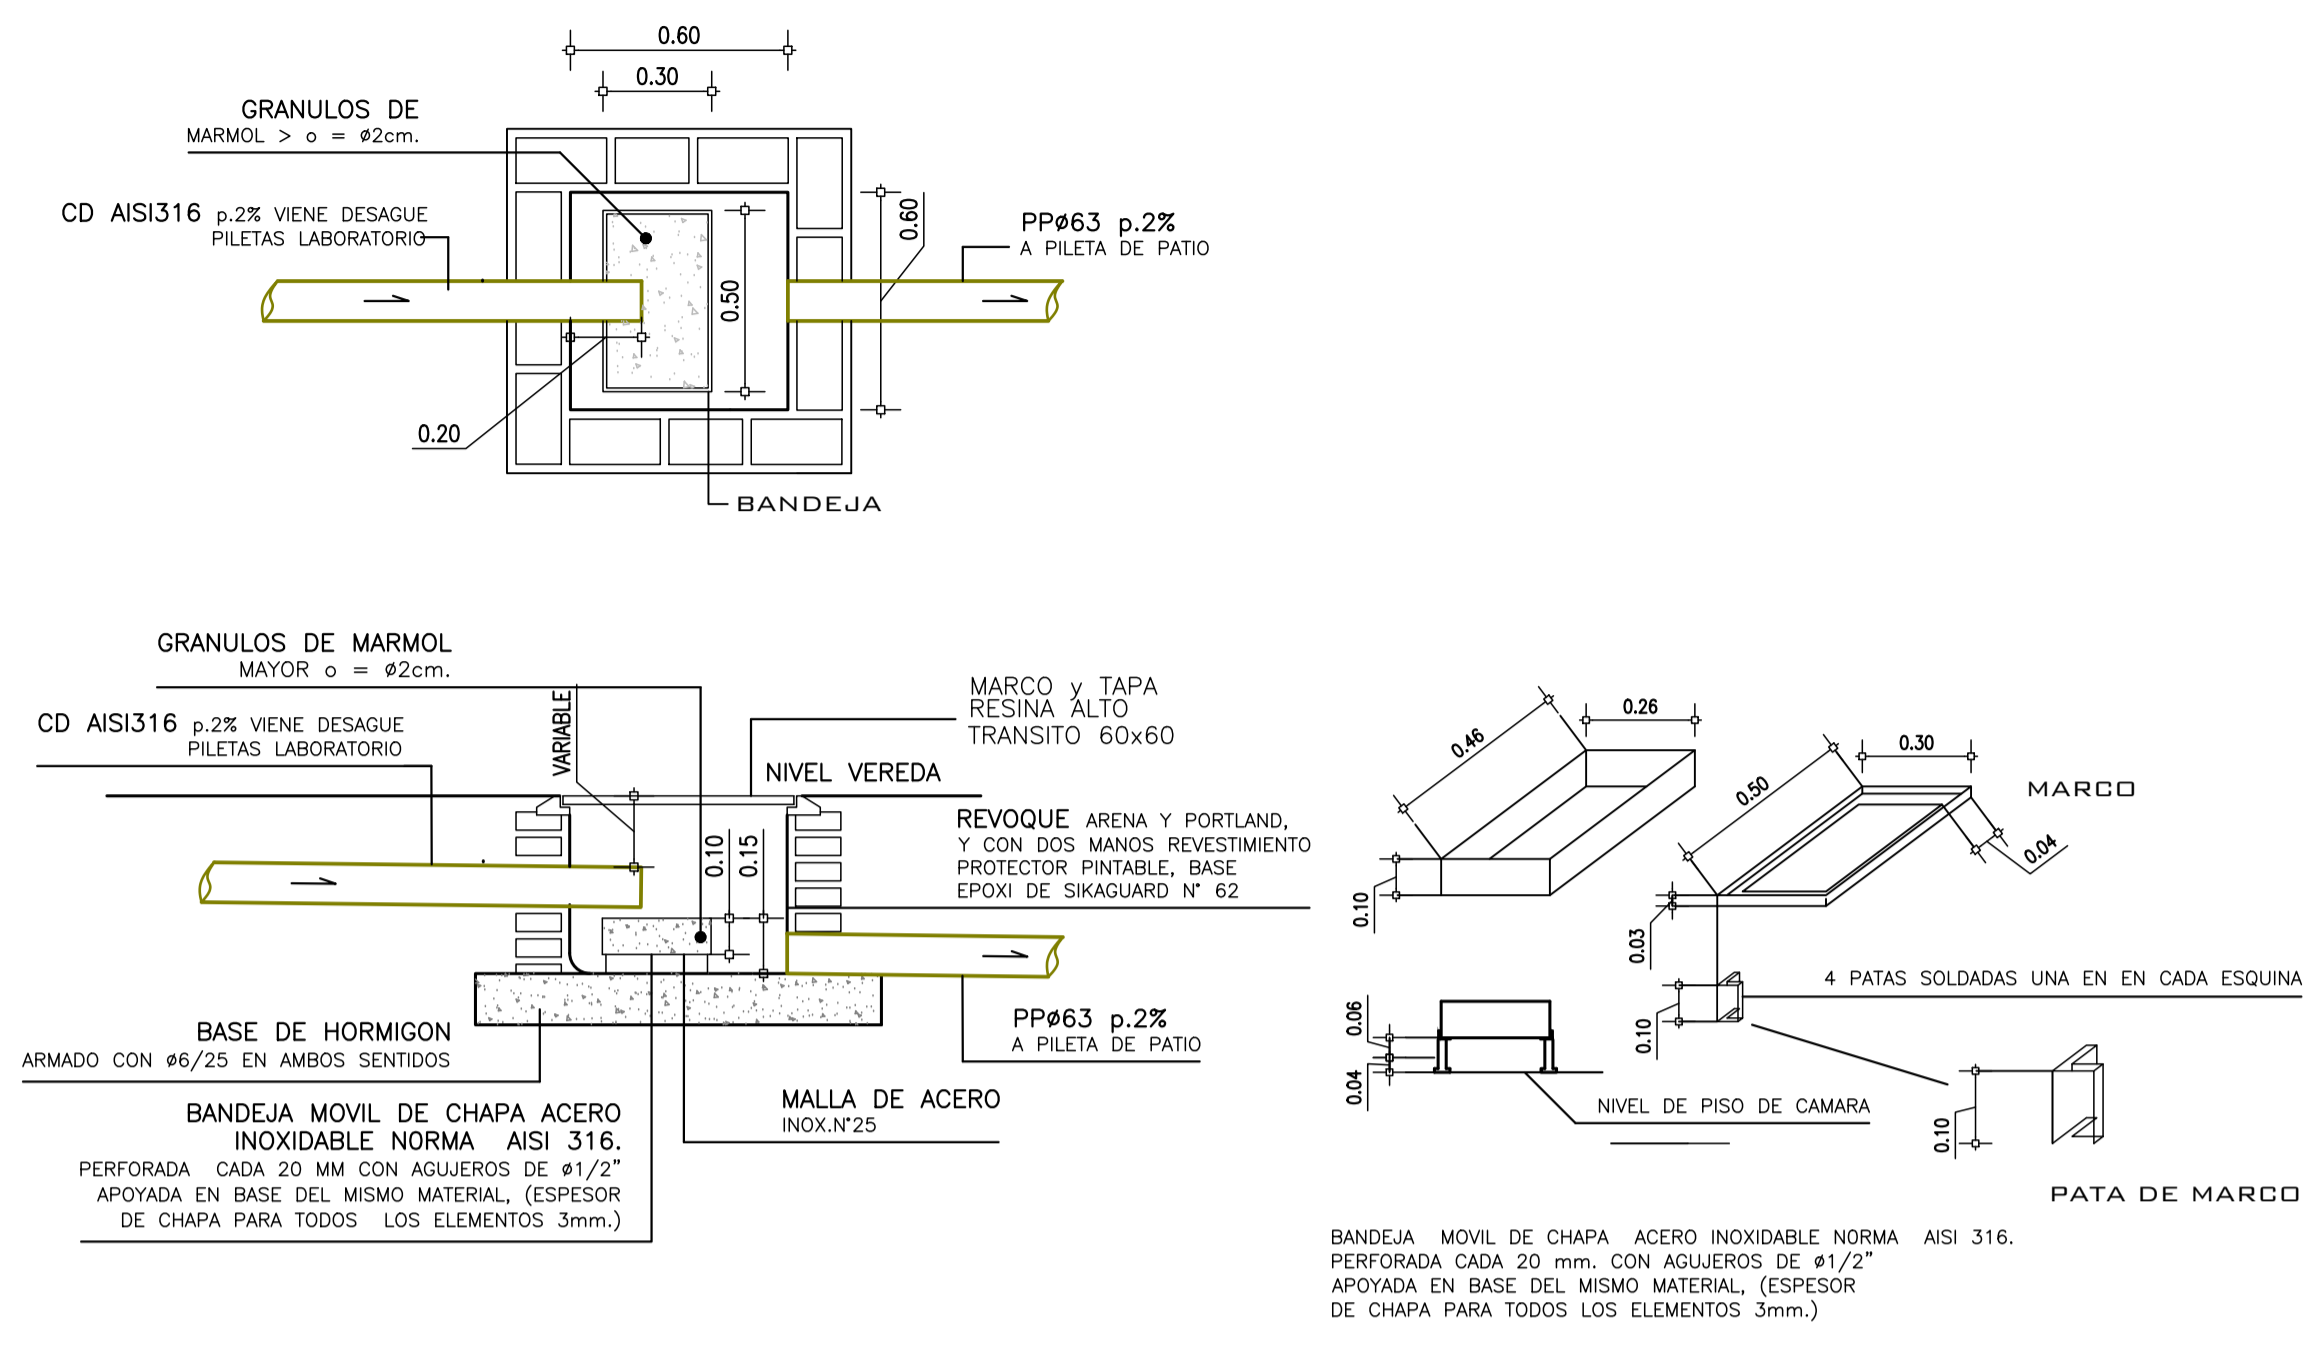 0.60
0.30
GRANULOS DE
MARMOL > o = ø2cm.
CD AISI316 p.2% VIENE DESAGUE
PILETAS LABORATORIO
0.60
PPø63 p.2%
A PILETA DE PATIO
0.50
0.20
BANDEJA
GRANULOS DE MARMOL
MAYOR o = ø2cm.
CD AISI316 p.2% VIENE DESAGUE
PILETAS LABORATORIO
VARIABLE
MARCO y TAPA
RESINA ALTO
TRANSITO 60x60
NIVEL VEREDA
0.10
0.15
REVOQUE ARENA Y PORTLAND,
Y CON DOS MANOS REVESTIMIENTO
PROTECTOR PINTABLE, BASE
EPOXI DE SIKAGUARD N° 62
BASE DE HORMIGON
ARMADO CON ø6/25 EN AMBOS SENTIDOS
PPø63 p.2%
A PILETA DE PATIO
BANDEJA MOVIL DE CHAPA ACERO
INOXIDABLE NORMA AISI 316.
PERFORADA CADA 20 MM CON AGUJEROS DE ø1/2"
APOYADA EN BASE DEL MISMO MATERIAL, (ESPESOR
DE CHAPA PARA TODOS LOS ELEMENTOS 3mm.)
MALLA DE ACERO
INOX.N°25
0.46
0.26
0.10
0.50
0.30
MARCO
0.04
0.03
0.10
4 PATAS SOLDADAS UNA EN EN CADA ESQUINA
0.06
0.04
NIVEL DE PISO DE CAMARA
0.10
PATA DE MARCO
BANDEJA MOVIL DE CHAPA ACERO INOXIDABLE NORMA AISI 316.
PERFORADA CADA 20 mm. CON AGUJEROS DE ø1/2"
APOYADA EN BASE DEL MISMO MATERIAL, (ESPESOR
DE CHAPA PARA TODOS LOS ELEMENTOS 3mm.)